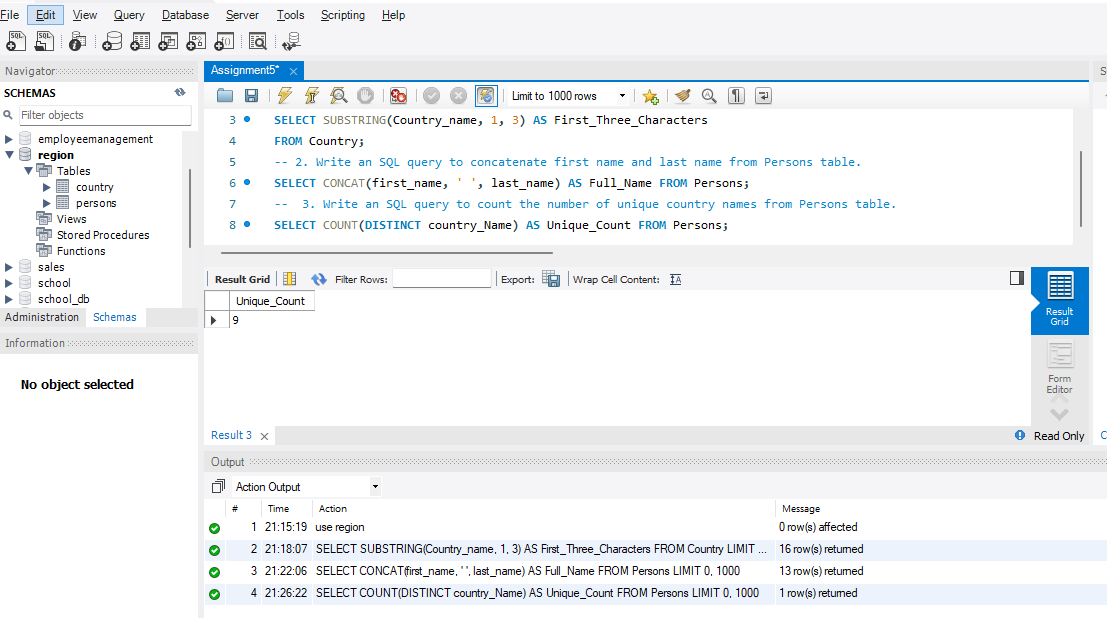 File Edit View Query Database Server Tools Scripting Help
Navigator
SCHEMAS
Filter objects
employeemanagement
region
Tables
country
persons
Views
Stored Procedures
Functions
sales
school
school_db
Administration Schemas
Information
No object selected
Assignment5* ×
Limit to 1000 rows
3 SELECT SUBSTRING(Country_name, 1, 3) AS First_Three_Characters
4 FROM Country;
5 -- 2. Write an SQL query to concatenate first name and last name from Persons table.
6 SELECT CONCAT(first_name, ' ', last_name) AS Full_Name FROM Persons;
7 --  3. Write an SQL query to count the number of unique country names from Persons table.
8 SELECT COUNT(DISTINCT country_Name) AS Unique_Count FROM Persons;
Result Grid Filter Rows: Export: Wrap Cell Content:
Unique_Count
9
Result Grid
Form Editor
Result 3 × Read Only
Output
Action Output
# Time Action Message
1 21:15:19 use region 0 row(s) affected
2 21:18:07 SELECT SUBSTRING(Country_name, 1, 3) AS First_Three_Characters FROM Country LIMIT ... 16 row(s) returned
3 21:22:06 SELECT CONCAT(first_name, ' ', last_name) AS Full_Name FROM Persons LIMIT 0, 1000 13 row(s) returned
4 21:26:22 SELECT COUNT(DISTINCT country_Name) AS Unique_Count FROM Persons LIMIT 0, 1000 1 row(s) returned